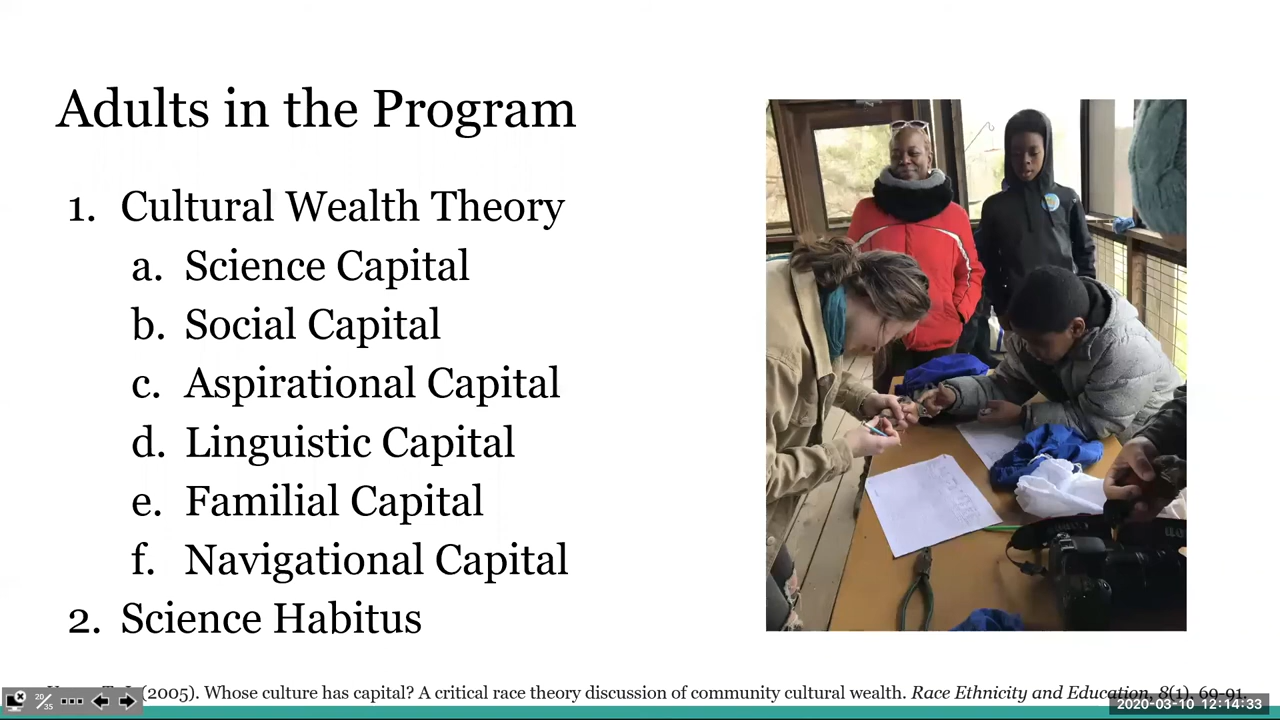 Adults in the Program
1. Cultural Wealth Theory
a. Science Capital
b. Social Capital
c. Aspirational Capital
d. Linguistic Capital
e. Familial Capital
f. Navigational Capital
2. Science Habitus
(2005). Whose culture has capital? A critical race theory discussion of community cultural wealth. Race Ethnicity and Education, 8(1), 69-91.
20/35
2020-03-10 12:14:33